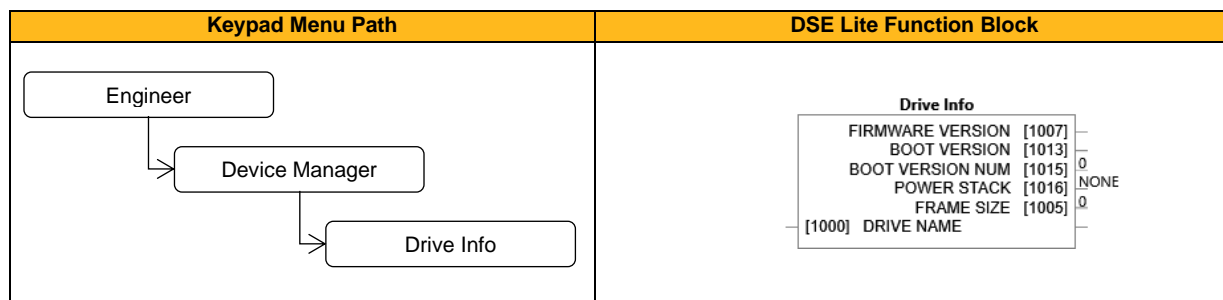 Keypad Menu Path
DSE Lite Function Block
Engineer
Device Manager
Drive Info
Drive Info
FIRMWARE VERSION [1007]
BOOT VERSION [1013]
BOOT VERSION NUM [1015] 0
POWER STACK [1016] NONE
FRAME SIZE [1005] 0
[1000] DRIVE NAME